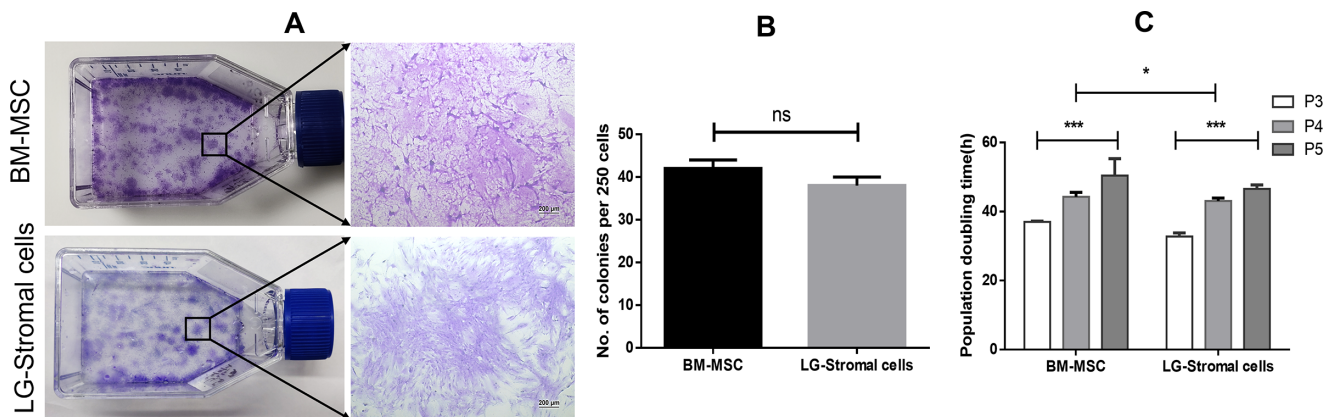 A
BM-MSC
LG-Stromal cells
200 µm
200 µm
B
No. of colonies per 250 cells
50
40
30
20
10
0
ns
BM-MSC
LG-Stromal cells
C
Population doubling time(h)
60
40
20
0
*
***
***
P3
P4
P5
BM-MSC
LG-Stromal cells